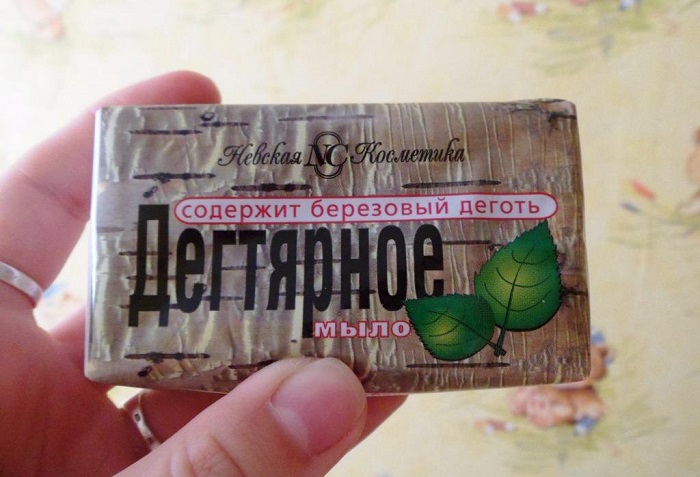 Невская NC Косметика
содержит березовый деготь
Дегтярное
мыло